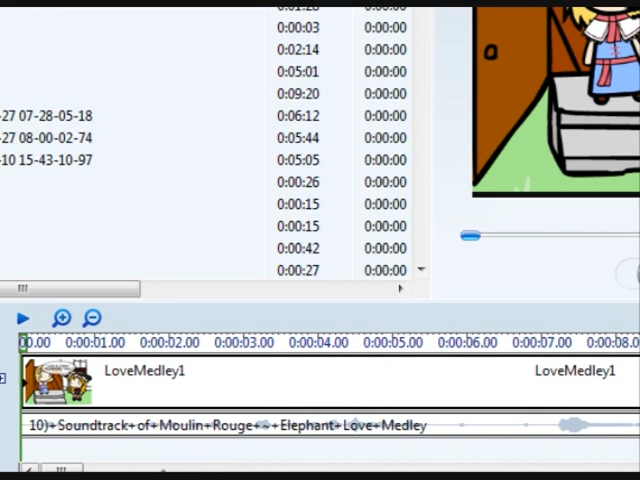 0:01:28
0:00:03 0:00:00
0:02:14 0:00:00
0:05:01 0:00:00
0:09:20 0:00:00
-27 07-28-05-18 0:06:12 0:00:00
-27 08-00-02-74 0:05:44 0:00:00
-10 15-43-10-97 0:05:05 0:00:00
0:00:26 0:00:00
0:00:15 0:00:00
0:00:15 0:00:00
0:00:42 0:00:00
0:00:27 0:00:00
00.00 0:00:01.00 0:00:02.00 0:00:03.00 0:00:04.00 0:00:05.00 0:00:06.00 0:00:07.00 0:00:08.0
LoveMedley1 LoveMedley1
10)+Soundtrack+of+Moulin+Rouge+~+Elephant+Love+Medley